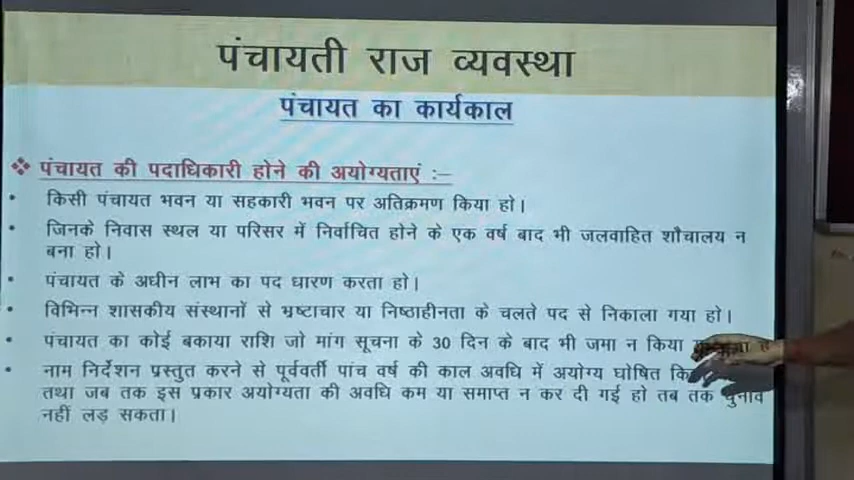 पंचायती राज व्यवस्था
पंचायत का कार्यकाल
❖ पंचायत की पदाधिकारी होने की अयोग्यताएं :–
• किसी पंचायत भवन या सहकारी भवन पर अतिक्रमण किया हो।
• जिनके निवास स्थल या परिसर में निर्वाचित होने के एक वर्ष बाद भी जलवाहित शौचालय न
बना हो।
• पंचायत के अधीन लाभ का पद धारण करता हो।
• विभिन्न शासकीय संस्थानों से भ्रष्टाचार या निष्ठाहीनता के चलते पद से निकाला गया हो।
• पंचायत का कोई बकाया राशि जो मांग सूचना के 30 दिन के बाद भी जमा न किया
• नाम निर्देशन प्रस्तुत करने से पूर्ववर्ती पांच वर्ष की काल अवधि में अयोग्य घोषित
तथा जब तक इस प्रकार अयोग्यता की अवधि कम या समाप्त न कर दी गई हो तब तक चुनाव
नहीं लड़ सकता।